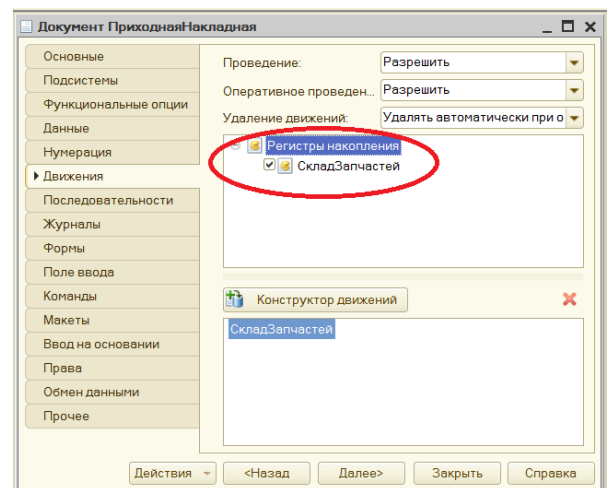 Документ ПриходнаяНакладная
Основные
Подсистемы
Функциональные опции
Данные
Нумерация
Движения
Последовательности
Журналы
Формы
Поле ввода
Команды
Макеты
Ввод на основании
Права
Обмен данными
Прочее
Проведение: Разрешить
Оперативное проведен... Разрешить
Удаление движений: Удалять автоматически при о
Регистры накопления
СкладЗапчастей
Конструктор движений
СкладЗапчастей
Действия <Назад Далее> Закрыть Справка